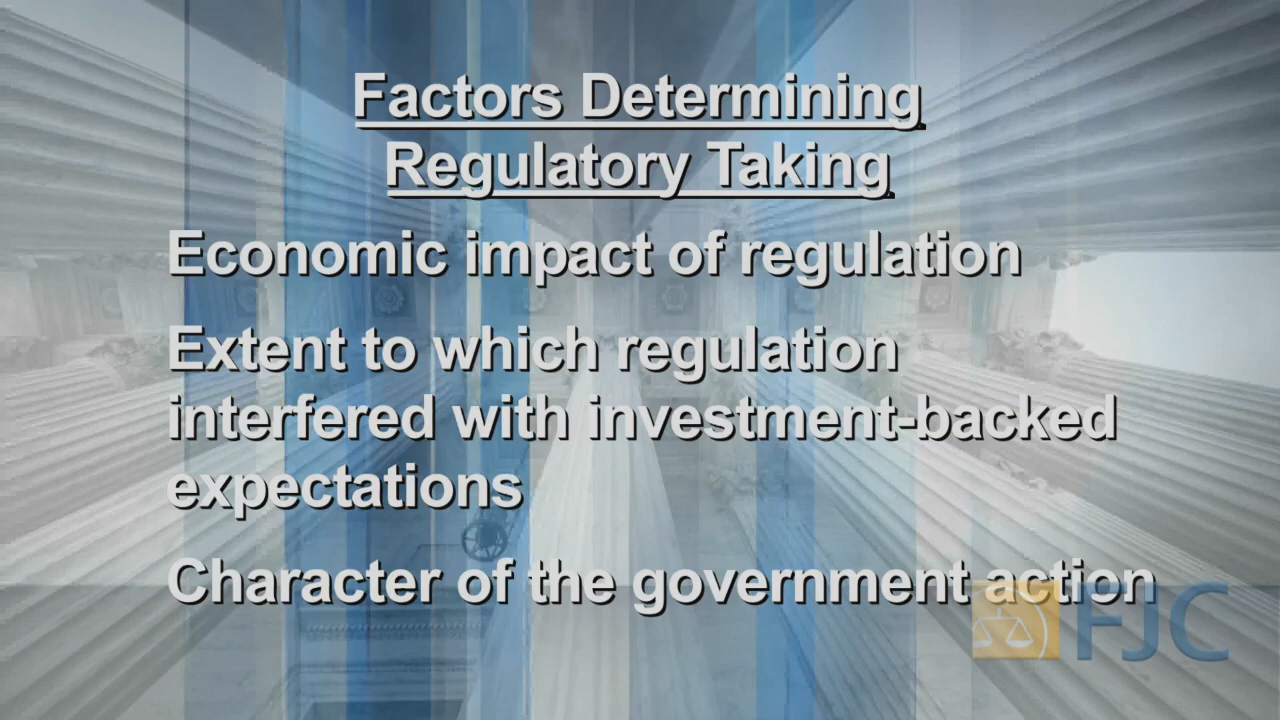 Factors Determining
Regulatory Taking
Economic impact of regulation
Extent to which regulation
interfered with investment-backed
expectations
Character of the government action
FJC